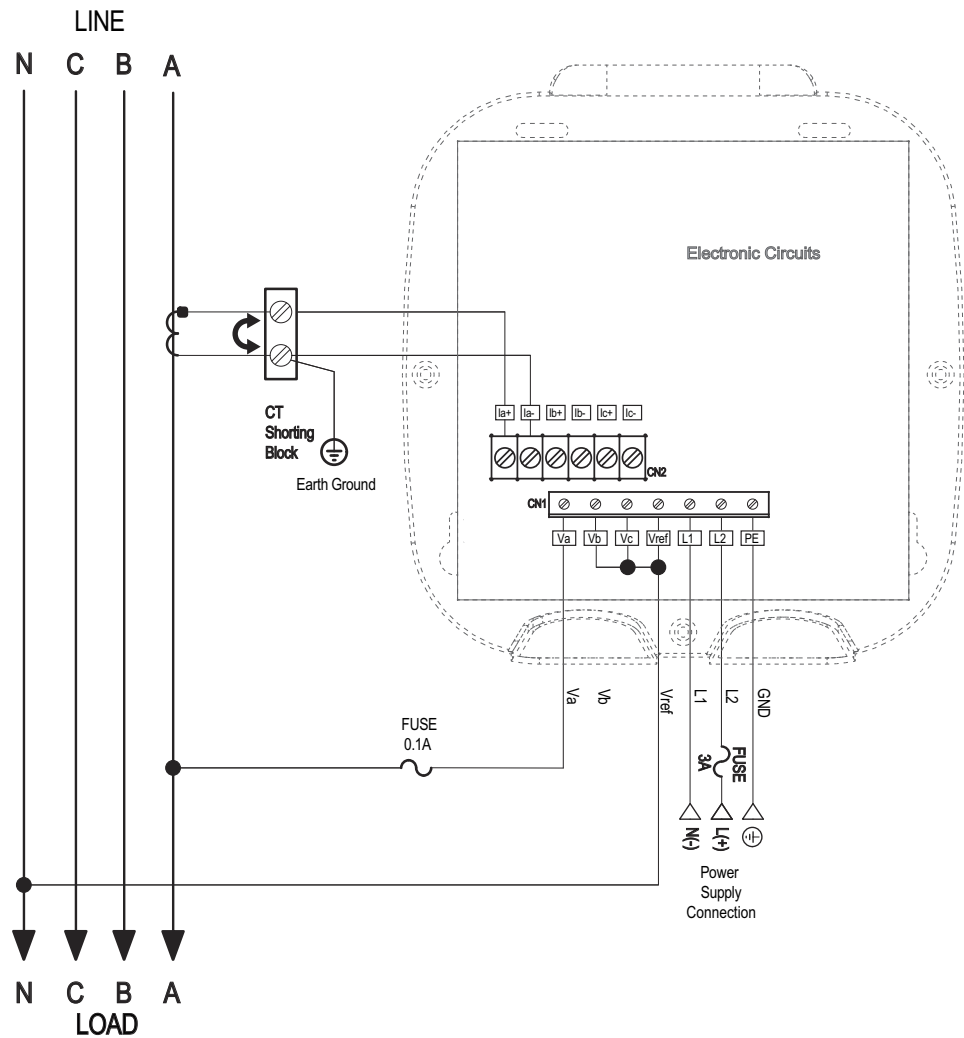 LINE
N C B A
Electronic Circuits
CT
Shorting
Block
Earth Ground
Ia+ Ia- Ib+ Ib- Ic+ Ic-
CN2
CN1
Va Vb Vc Vref L1 L2 PE
Va Vb Vref L1 L2 GND
FUSE
0.1A
FUSE
3A
N(-) L(+)
Power
Supply
Connection
N C B A
LOAD